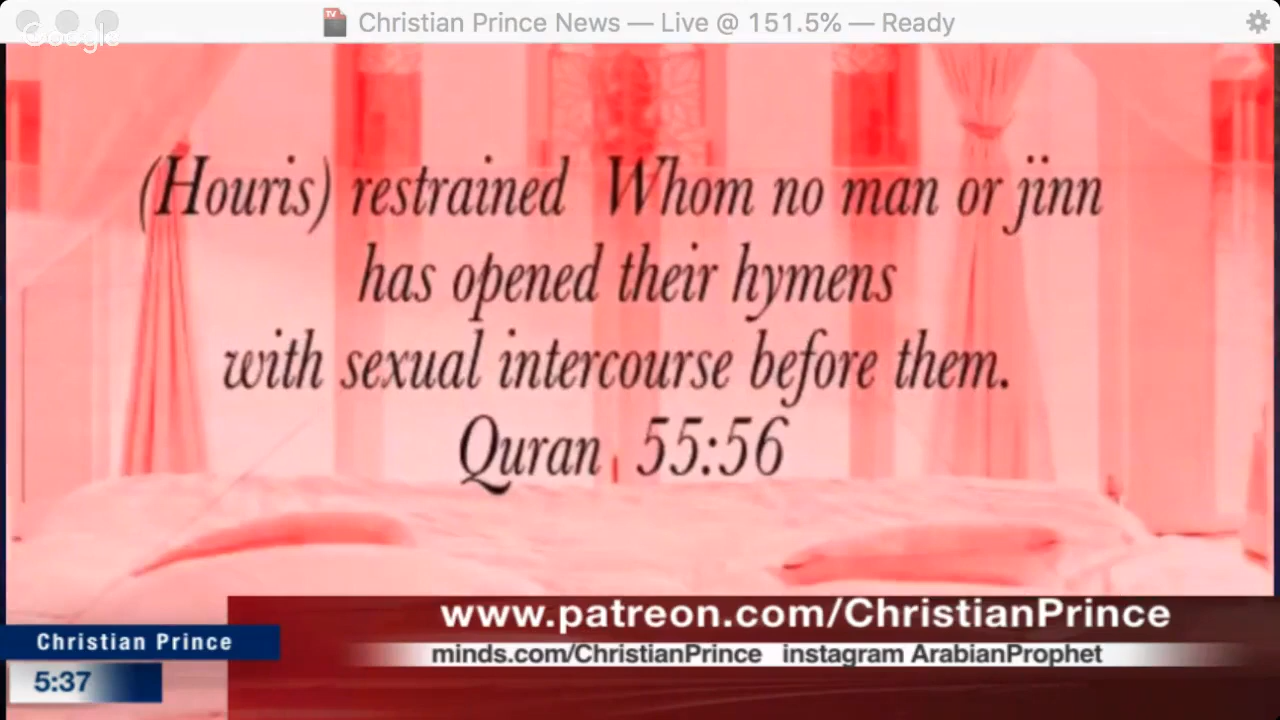 Christian Prince News — Live @ 151.5% — Ready
Google
(Houris) restrained Whom no man or jinn
has opened their hymens
with sexual intercourse before them.
Quran 55:56
www.patreon.com/ChristianPrince
Christian Prince
minds.com/ChristianPrince instagram ArabianProphet
5:37